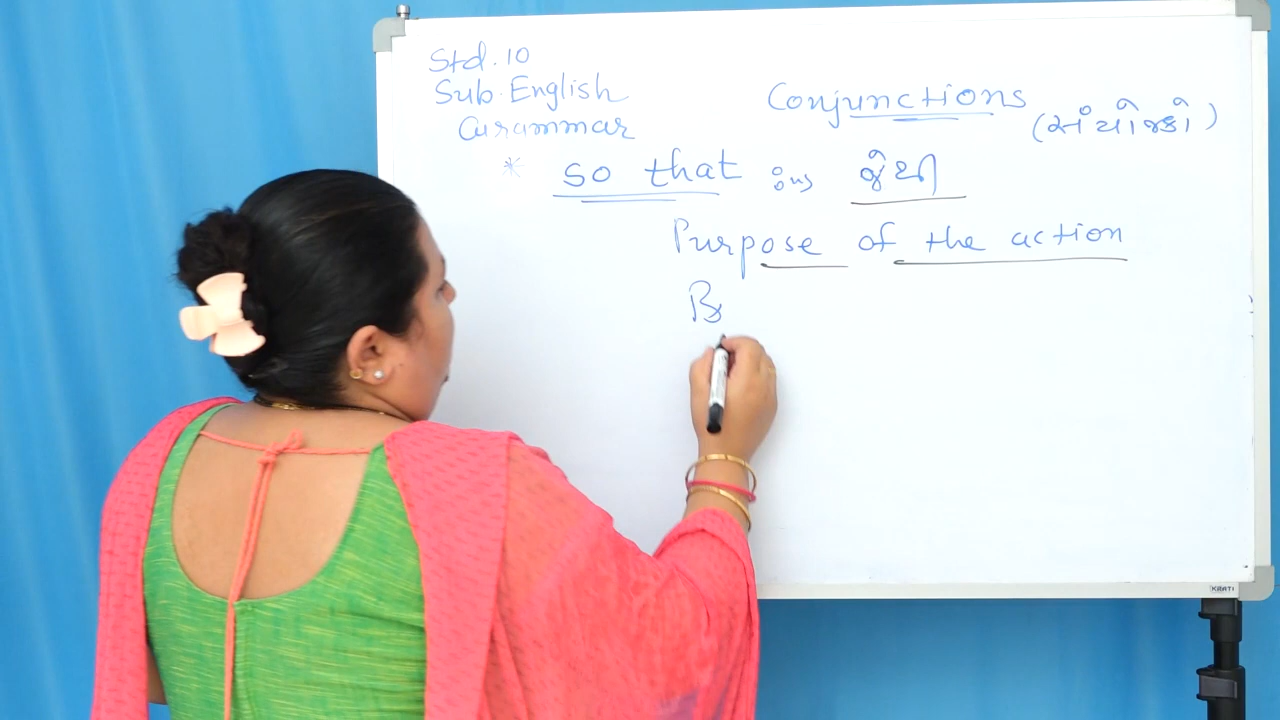 Std. 10
Sub. English
Grammar
Conjunctions
(સંયોજકો)
* so that જેથી
Purpose of the action